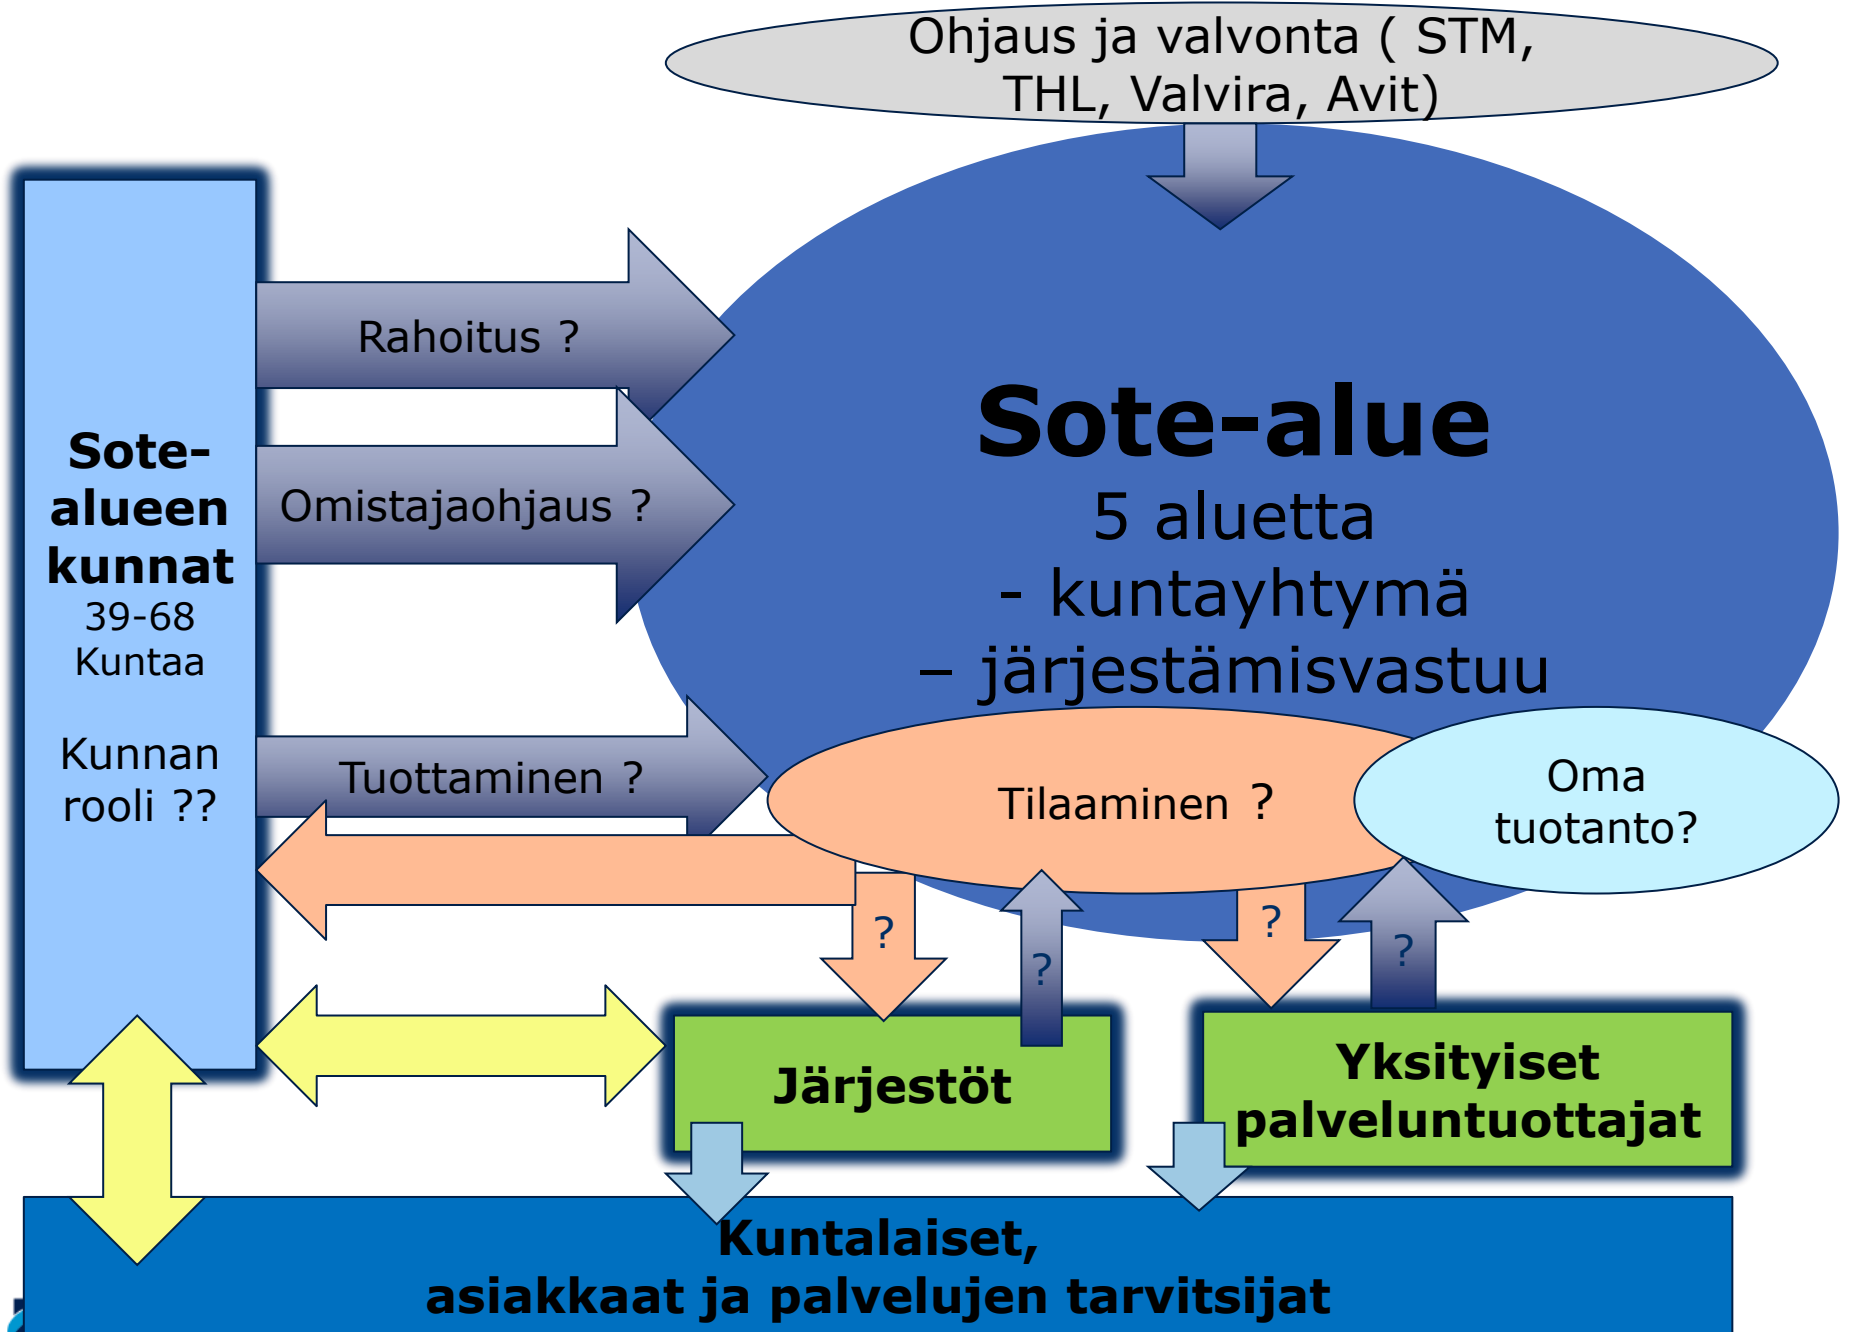 Ohjaus ja valvonta ( STM,
THL, Valvira, Avit)
Sote-
alueen
kunnat
39-68
Kuntaa
Kunnan
rooli ??
Rahoitus ?
Omistajaohjaus ?
Tuottaminen ?
Sote-alue
5 aluetta
- kuntayhtymä
– järjestämisvastuu
Tilaaminen ?
Oma
tuotanto?
?
?
?
?
Järjestöt
Yksityiset
palveluntuottajat
Kuntalaiset,
asiakkaat ja palvelujen tarvitsijat